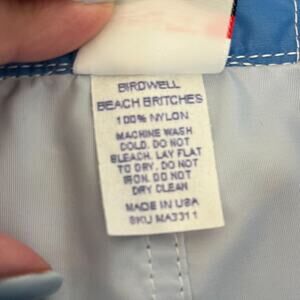 BIRDWELL
BEACH BRITCHES
100% NYLON
MACHINE WASH
COLD. DO NOT
BLEACH. LAY FLAT
TO DRY. DO NOT
IRON. DO NOT
DRY CLEAN
MADE IN USA
SKU MA3311